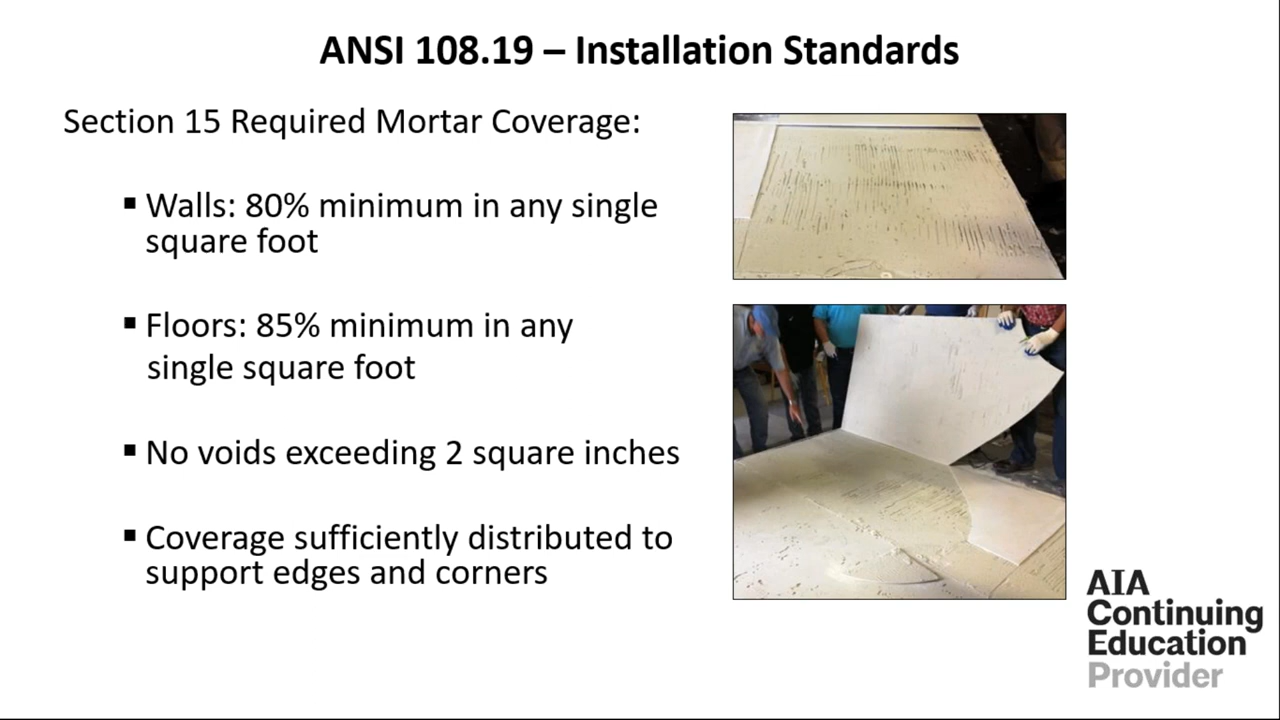 ANSI 108.19 – Installation Standards
Section 15 Required Mortar Coverage:
▪ Walls: 80% minimum in any single
square foot
▪ Floors: 85% minimum in any
single square foot
▪ No voids exceeding 2 square inches
▪ Coverage sufficiently distributed to
support edges and corners
AIA
Continuing
Education
Provider